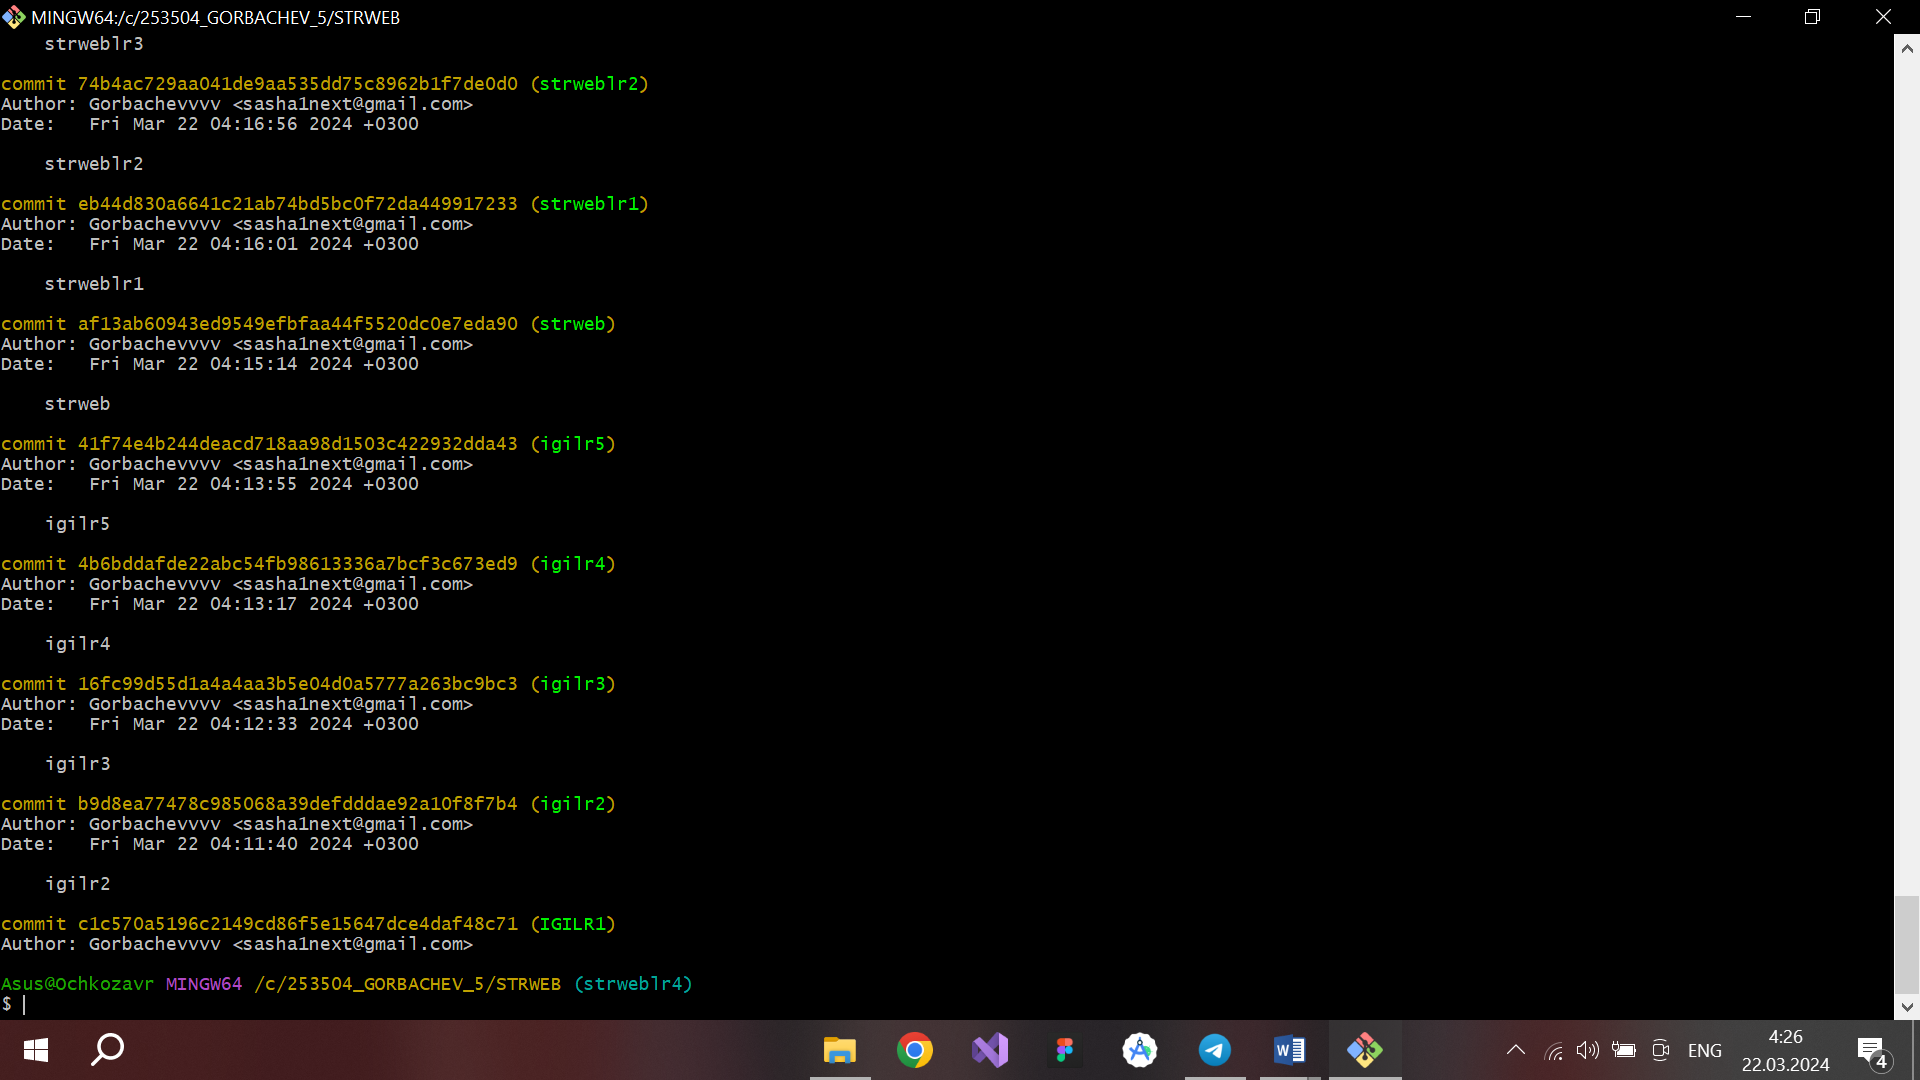 MINGW64:/c/253504_GORBACHEV_5/STRWEB
strweblr3
commit 74b4ac729aa041de9aa535dd75c8962b1f7de0d0 (strweblr2)
Author: Gorbachevvvv <sasha1next@gmail.com>
Date:   Fri Mar 22 04:16:56 2024 +0300
strweblr2
commit eb44d830a6641c21ab74bd5bc0f72da449917233 (strweblr1)
Author: Gorbachevvvv <sasha1next@gmail.com>
Date:   Fri Mar 22 04:16:01 2024 +0300
strweblr1
commit af13ab60943ed9549efbfaa44f5520dc0e7eda90 (strweb)
Author: Gorbachevvvv <sasha1next@gmail.com>
Date:   Fri Mar 22 04:15:14 2024 +0300
strweb
commit 41f74e4b244deacd718aa98d1503c422932dda43 (igilr5)
Author: Gorbachevvvv <sasha1next@gmail.com>
Date:   Fri Mar 22 04:13:55 2024 +0300
igilr5
commit 4b6bddafde22abc54fb98613336a7bcf3c673ed9 (igilr4)
Author: Gorbachevvvv <sasha1next@gmail.com>
Date:   Fri Mar 22 04:13:17 2024 +0300
igilr4
commit 16fc99d55d1a4a4aa3b5e04d0a5777a263bc9bc3 (igilr3)
Author: Gorbachevvvv <sasha1next@gmail.com>
Date:   Fri Mar 22 04:12:33 2024 +0300
igilr3
commit b9d8ea77478c985068a39defdddae92a10f8f7b4 (igilr2)
Author: Gorbachevvvv <sasha1next@gmail.com>
Date:   Fri Mar 22 04:11:40 2024 +0300
igilr2
commit c1c570a5196c2149cd86f5e15647dce4daf48c71 (IGILR1)
Author: Gorbachevvvv <sasha1next@gmail.com>
Asus@Ochkozavr MINGW64 /c/253504_GORBACHEV_5/STRWEB (strweblr4)
$
ENG
4:26
22.03.2024
4